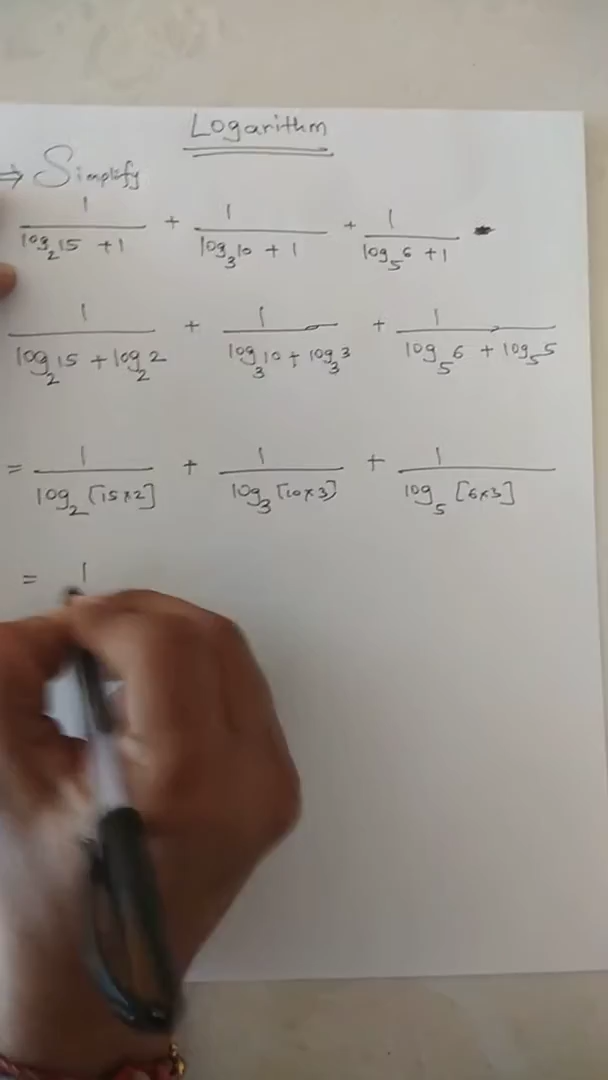 Logarithm
⇒ Simplify
1 / (log₂15 + 1) + 1 / (log₃10 + 1) + 1 / (log₅6 + 1)
1 / (log₂15 + log₂2) + 1 / (log₃10 + log₃3) + 1 / (log₅6 + log₅5)
= 1 / log₂[15×2] + 1 / log₃[10×3] + 1 / log₅[6×5]
= 1